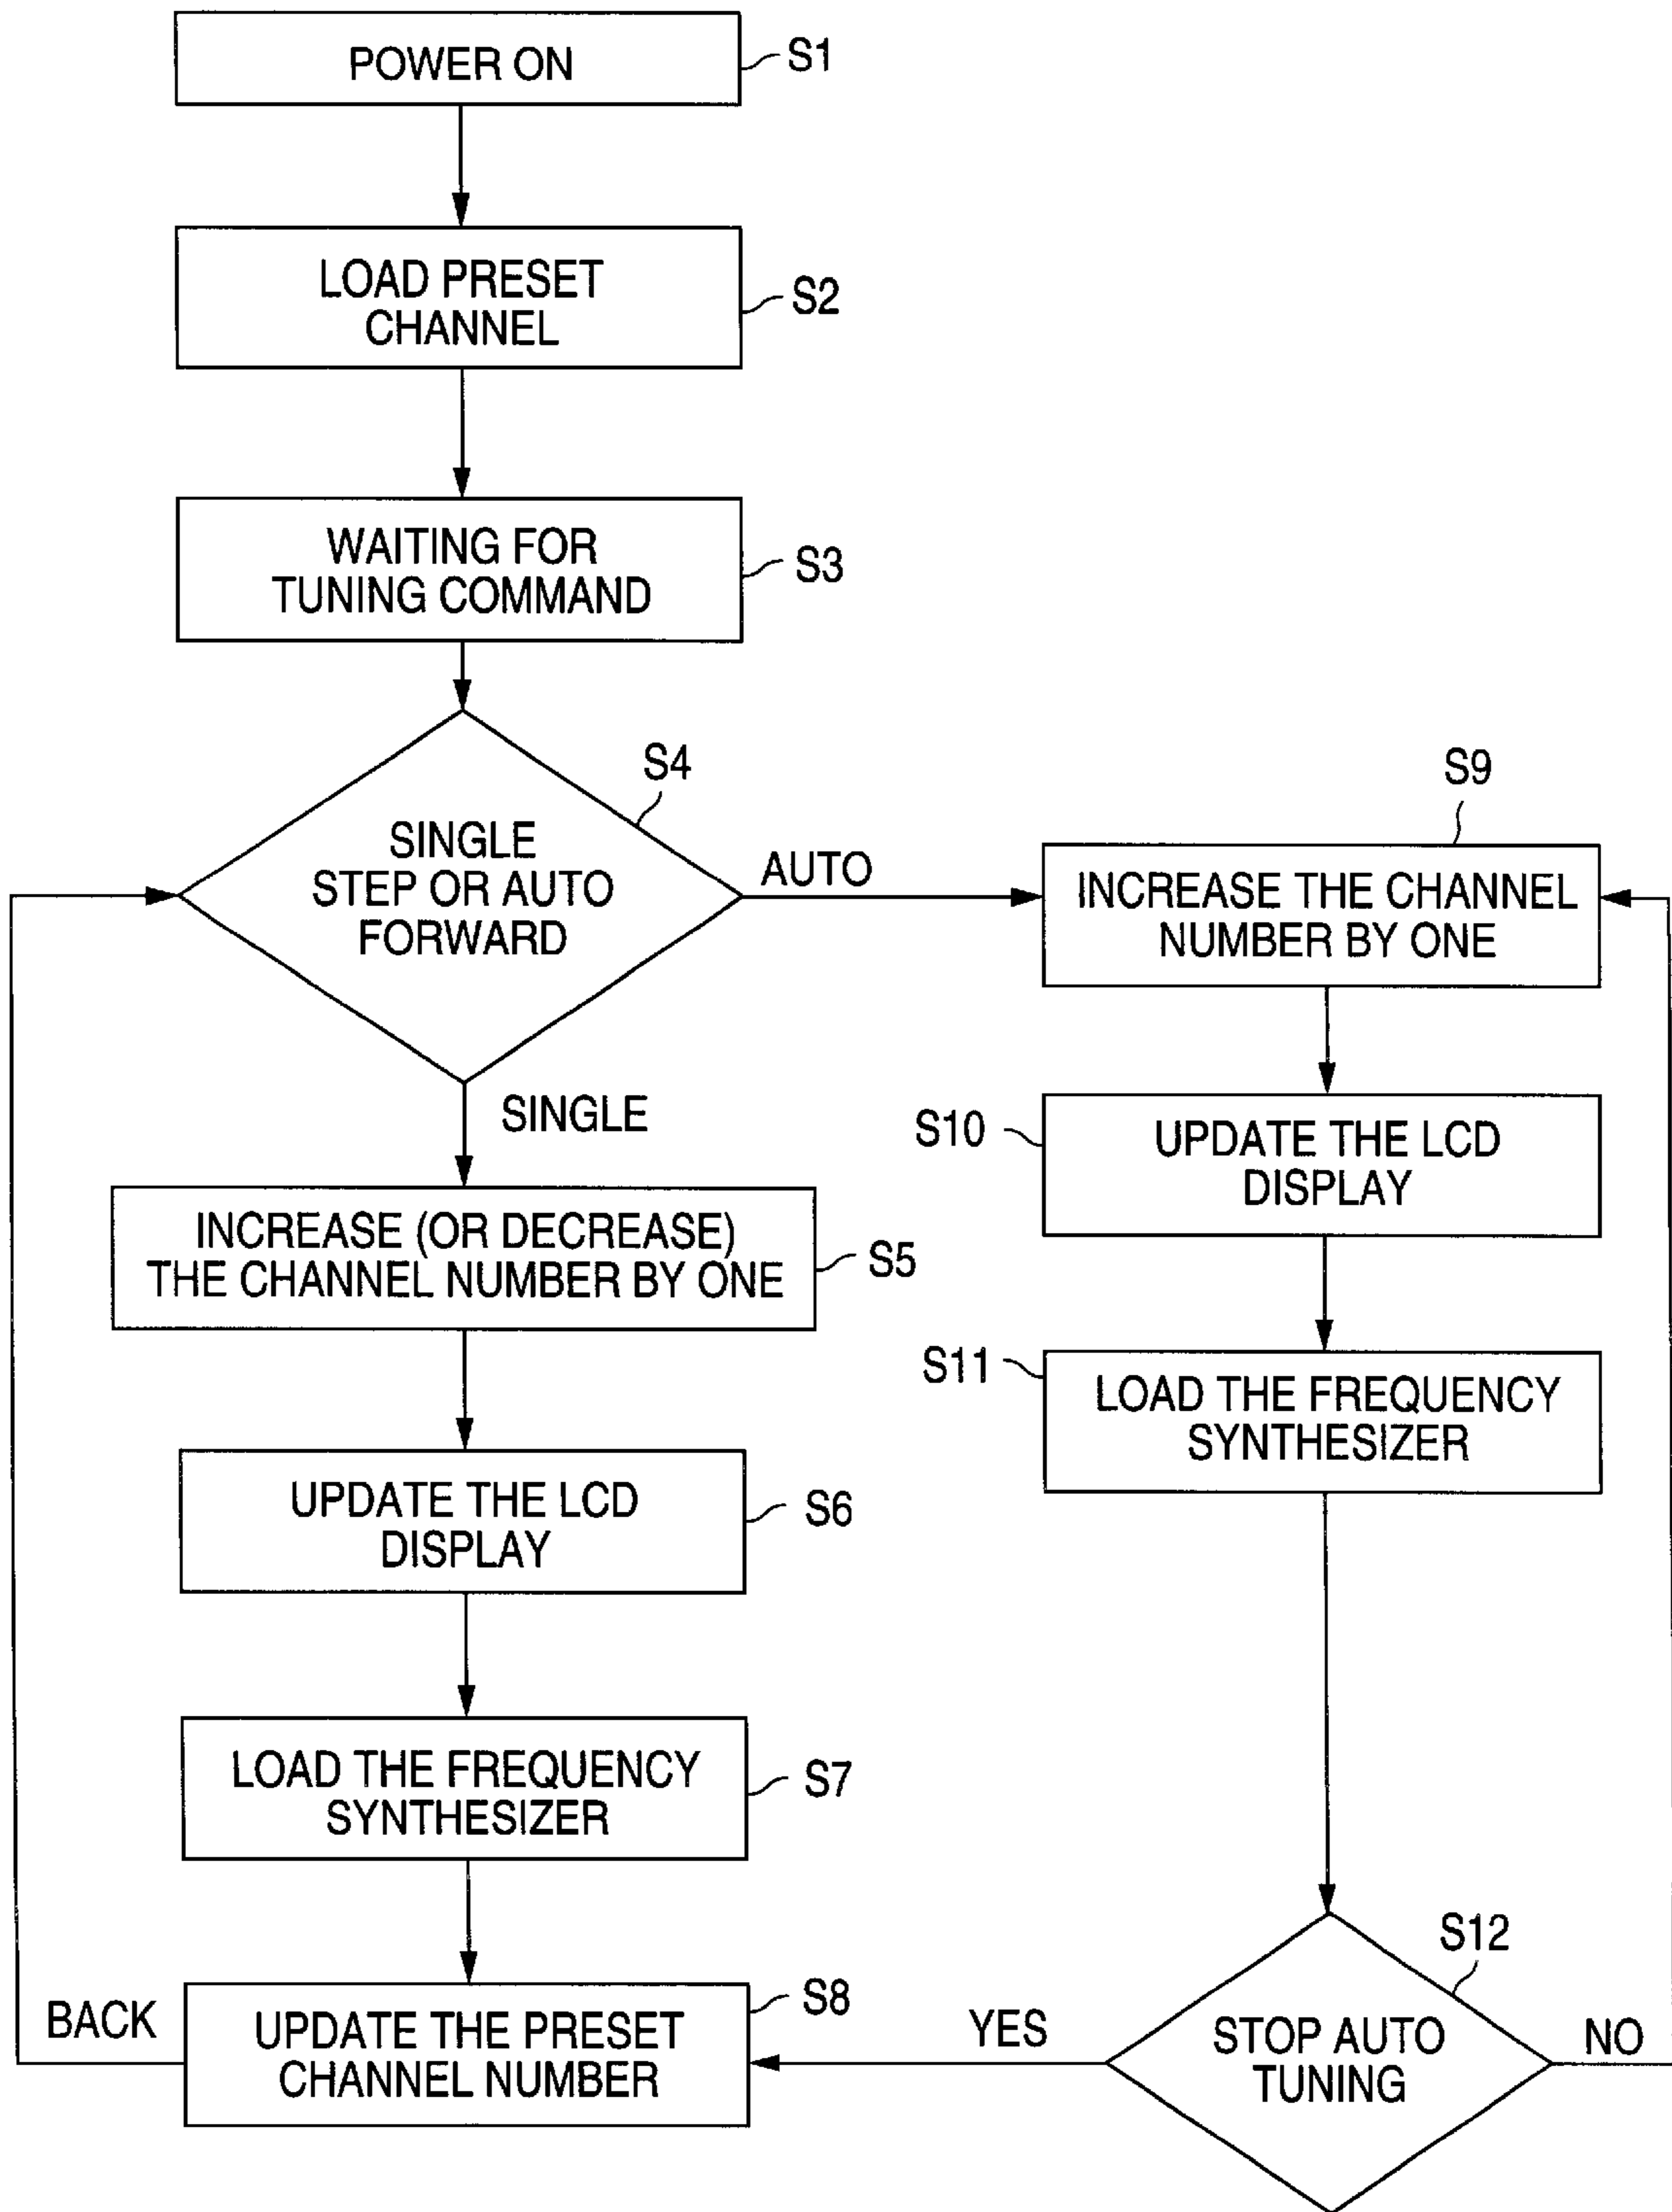 POWER ON
S1
LOAD PRESET
CHANNEL
S2
WAITING FOR
TUNING COMMAND
S3
SINGLE
STEP OR AUTO
FORWARD
S4
AUTO
SINGLE
INCREASE (OR DECREASE)
THE CHANNEL NUMBER BY ONE
S5
UPDATE THE LCD
DISPLAY
S6
LOAD THE FREQUENCY
SYNTHESIZER
S7
UPDATE THE PRESET
CHANNEL NUMBER
S8
BACK
S9
INCREASE THE CHANNEL
NUMBER BY ONE
S10
UPDATE THE LCD
DISPLAY
S11
LOAD THE FREQUENCY
SYNTHESIZER
S12
STOP AUTO
TUNING
YES
NO